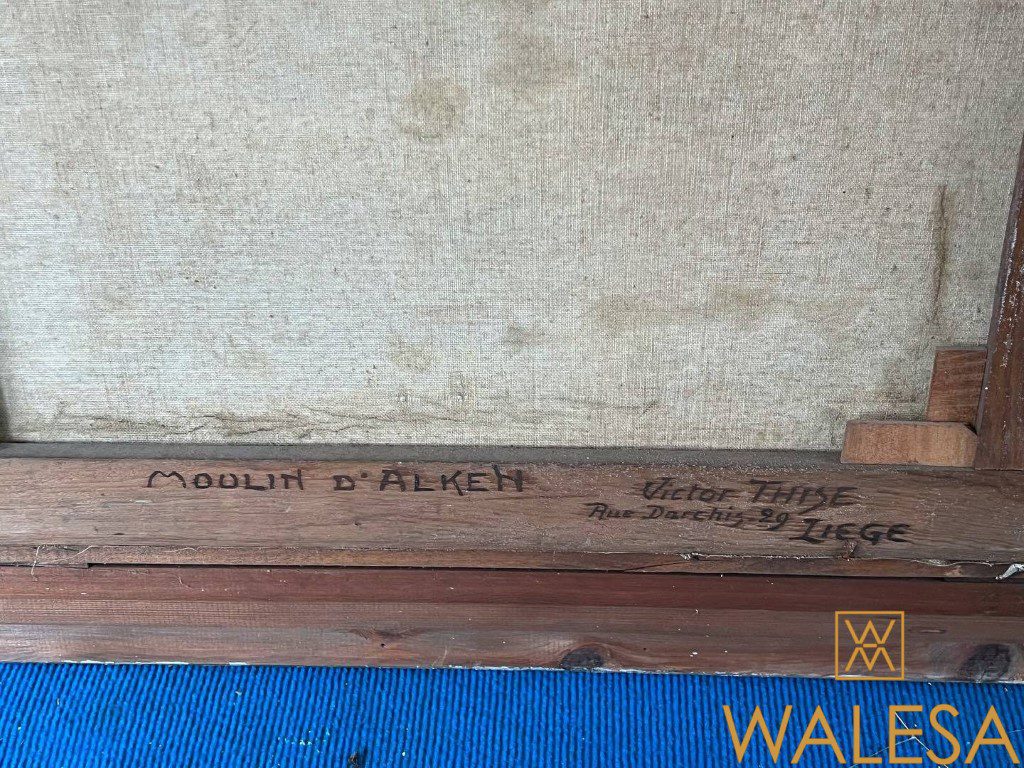 MOULIN D'ALKEN
Victor THISE
Rue Darchis, 29 LIEGE
WALESA